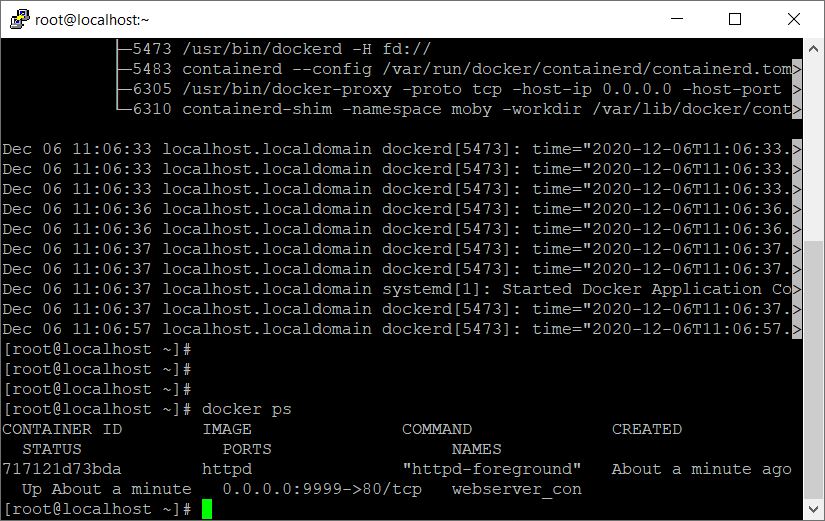 root@localhost:~
├─5473 /usr/bin/dockerd -H fd://
├─5483 containerd --config /var/run/docker/containerd/containerd.tom>
├─6305 /usr/bin/docker-proxy -proto tcp -host-ip 0.0.0.0 -host-port >
└─6310 containerd-shim -namespace moby -workdir /var/lib/docker/cont>
Dec 06 11:06:33 localhost.localdomain dockerd[5473]: time="2020-12-06T11:06:33.>
Dec 06 11:06:33 localhost.localdomain dockerd[5473]: time="2020-12-06T11:06:33.>
Dec 06 11:06:33 localhost.localdomain dockerd[5473]: time="2020-12-06T11:06:33.>
Dec 06 11:06:36 localhost.localdomain dockerd[5473]: time="2020-12-06T11:06:36.>
Dec 06 11:06:36 localhost.localdomain dockerd[5473]: time="2020-12-06T11:06:36.>
Dec 06 11:06:37 localhost.localdomain dockerd[5473]: time="2020-12-06T11:06:37.>
Dec 06 11:06:37 localhost.localdomain dockerd[5473]: time="2020-12-06T11:06:37.>
Dec 06 11:06:37 localhost.localdomain systemd[1]: Started Docker Application Co>
Dec 06 11:06:37 localhost.localdomain dockerd[5473]: time="2020-12-06T11:06:37.>
Dec 06 11:06:57 localhost.localdomain dockerd[5473]: time="2020-12-06T11:06:57.>
[root@localhost ~]#
[root@localhost ~]#
[root@localhost ~]#
[root@localhost ~]# docker ps
CONTAINER ID        IMAGE               COMMAND              CREATED
  STATUS              PORTS                  NAMES
717121d73bda        httpd               "httpd-foreground"   About a minute ago
  Up About a minute   0.0.0.0:9999->80/tcp   webserver_con
[root@localhost ~]#